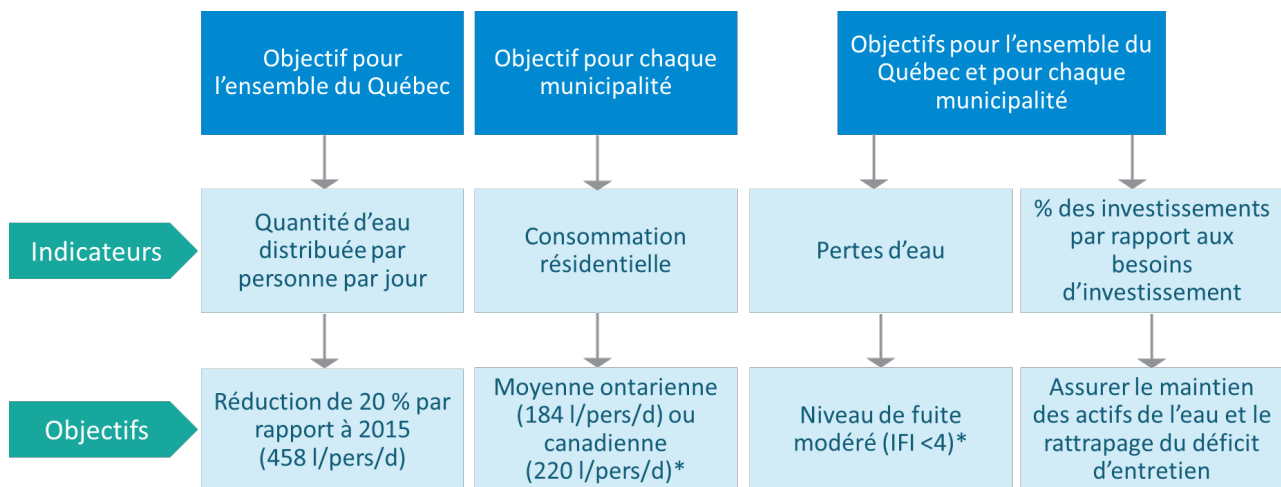 Objectif pour
l'ensemble du Québec
Objectif pour chaque
municipalité
Objectifs pour l'ensemble du
Québec et pour chaque
municipalité
Indicateurs
Quantité d'eau
distribuée par
personne par jour
Consommation
résidentielle
Pertes d'eau
% des investissements
par rapport aux
besoins
d'investissement
Objectifs
Réduction de 20 % par
rapport à 2015
(458 l/pers/d)
Moyenne ontarienne
(184 l/pers/d) ou
canadienne
(220 l/pers/d)*
Niveau de fuite
modéré (IFI <4)*
Assurer le maintien
des actifs de l'eau et le
rattrapage du déficit
d'entretien